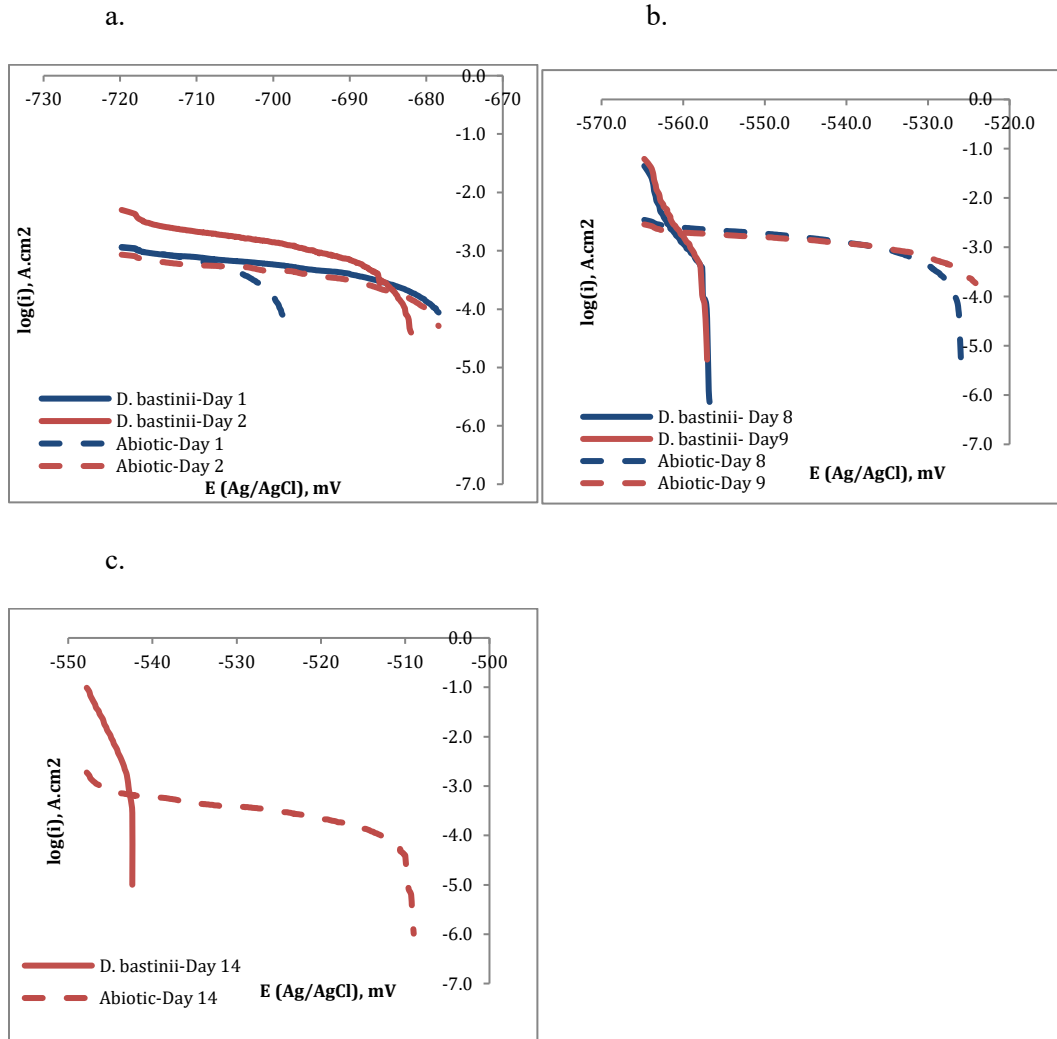 a.
0.0
-730 -720 -710 -700 -690 -680 -670
-1.0
-2.0
-3.0
-4.0
-5.0
-6.0
-7.0
log(i), A.cm2
D. bastinii-Day 1
D. bastinii-Day 2
Abiotic-Day 1
Abiotic-Day 2
E (Ag/AgCl), mV
b.
0.0
-570.0 -560.0 -550.0 -540.0 -530.0 -520.0
-1.0
-2.0
-3.0
-4.0
-5.0
-6.0
-7.0
log(i), A.cm2
D. bastinii- Day 8
D. bastinii- Day9
Abiotic-Day 8
Abiotic-Day 9
E (Ag/AgCl), mV
c.
0.0
-550 -540 -530 -520 -510 -500
-1.0
-2.0
-3.0
-4.0
-5.0
-6.0
-7.0
log(i), A.cm2
D. bastinii-Day 14
Abiotic-Day 14
E (Ag/AgCl), mV